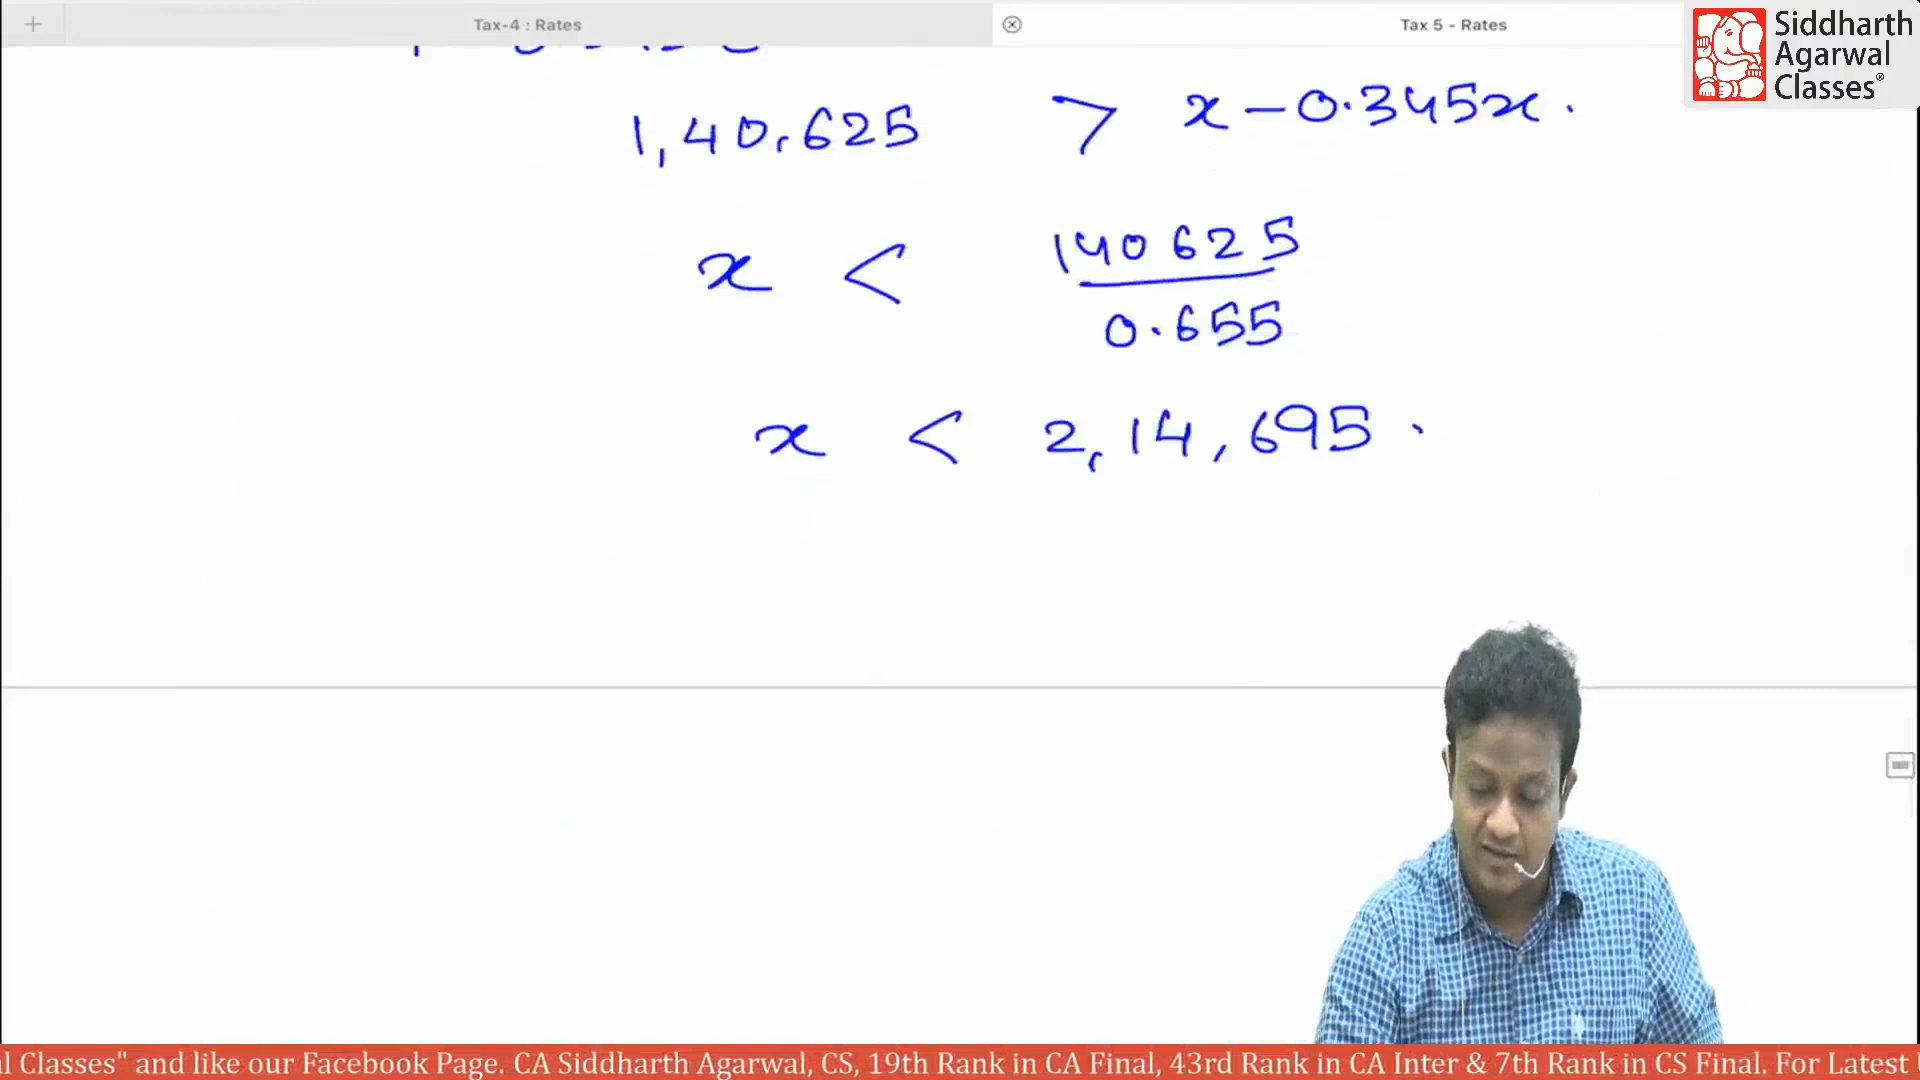 Tax-4 : Rates
Tax 5 - Rates
Siddharth
Agarwal
Classes®
1,40,625 > x - 0.345x.
x < 140625
0.655
x < 2,14,695.
al Classes" and like our Facebook Page. CA Siddharth Agarwal, CS, 19th Rank in CA Final, 43rd Rank in CA Inter & 7th Rank in CS Final. For Latest